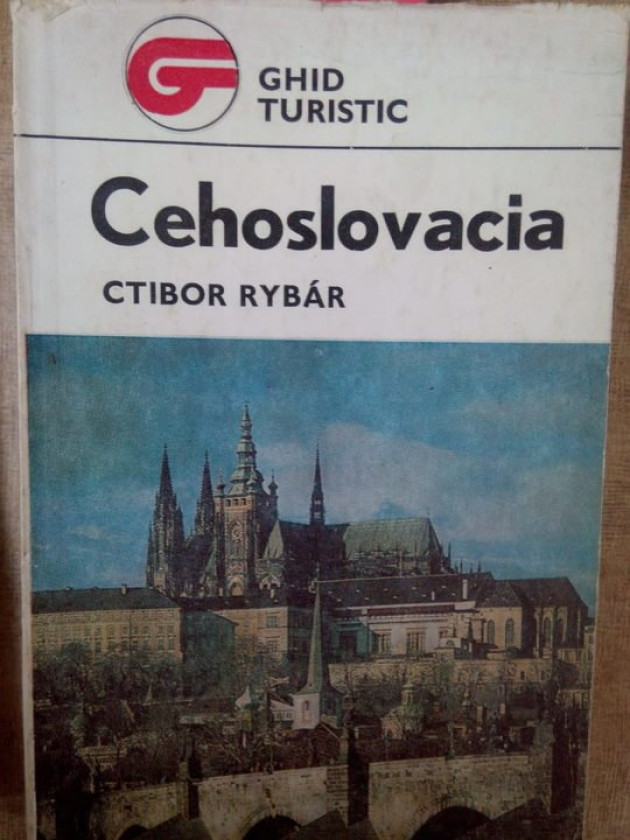 GHID
TURISTIC
Cehoslovacia
CTIBOR RYBÁR